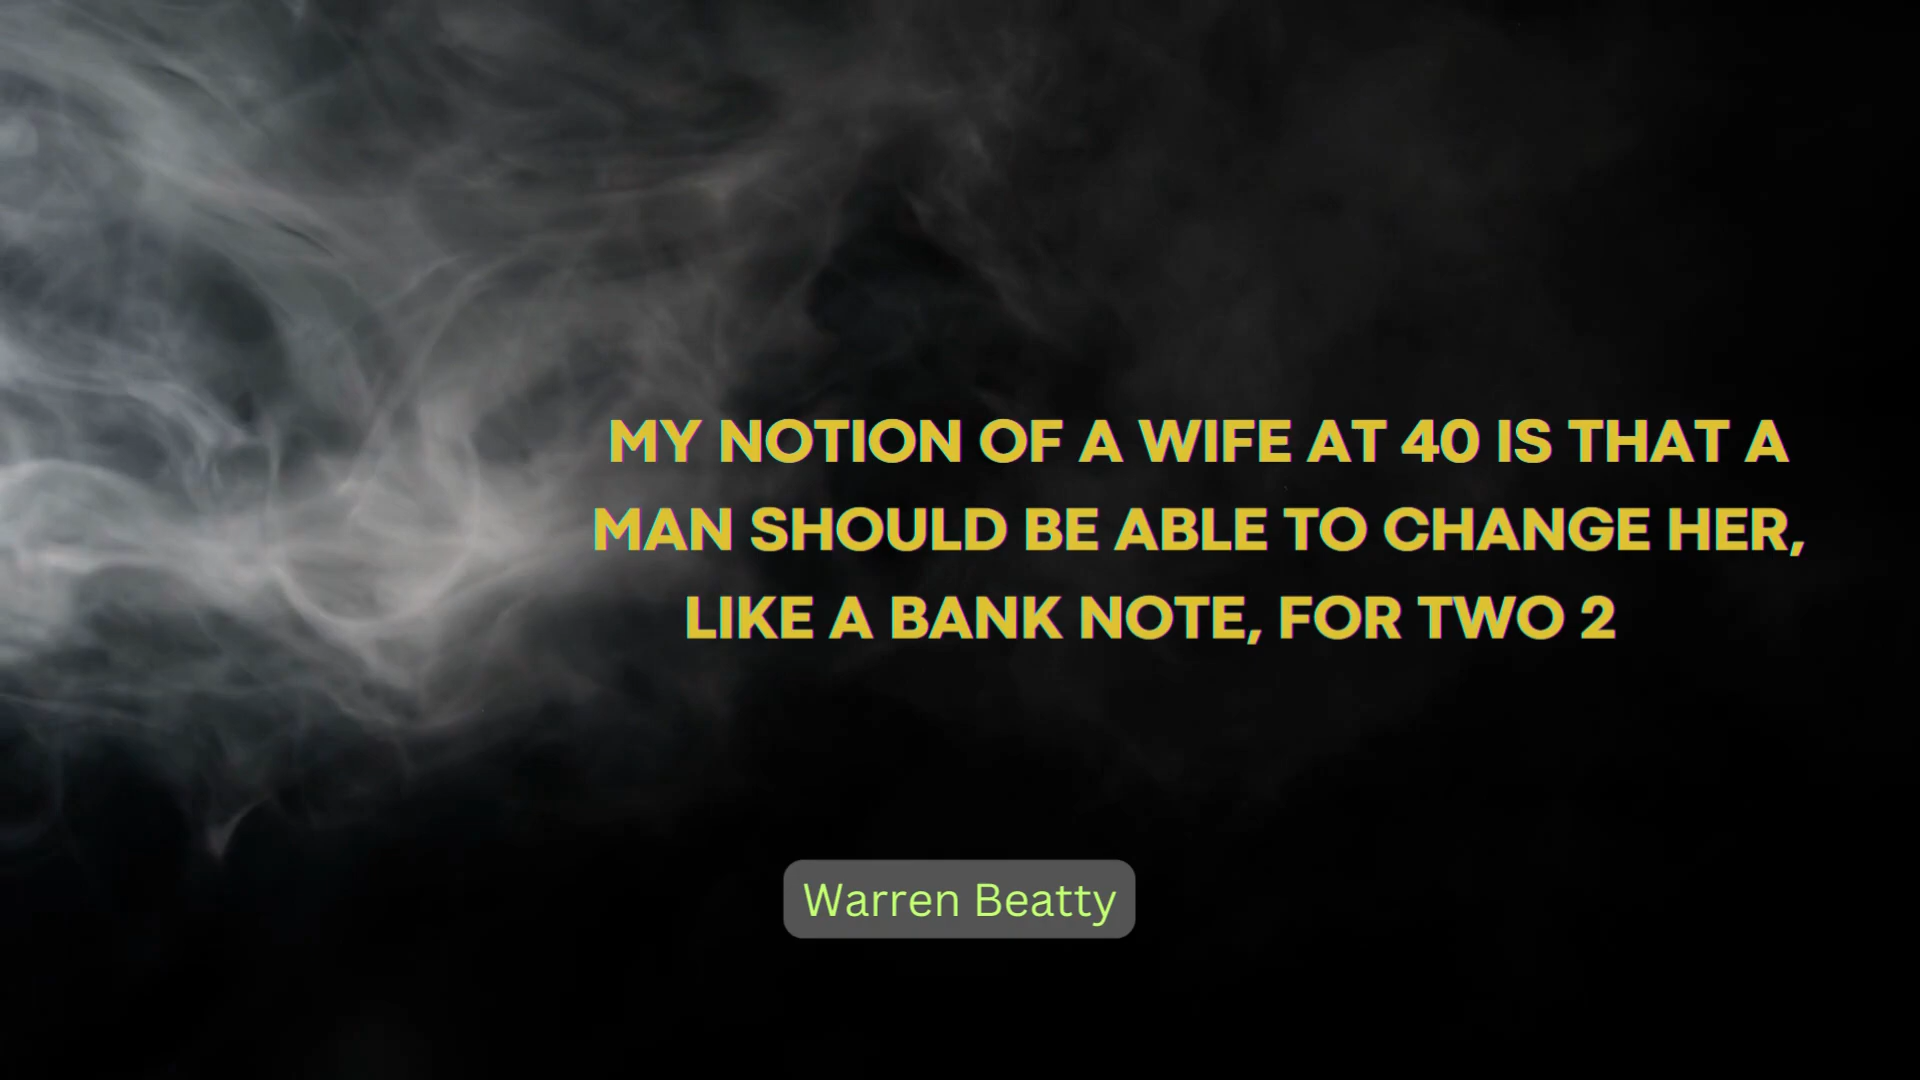 MY NOTION OF A WIFE AT 40 IS THAT A
MAN SHOULD BE ABLE TO CHANGE HER,
LIKE A BANK NOTE, FOR TWO 2
Warren Beatty